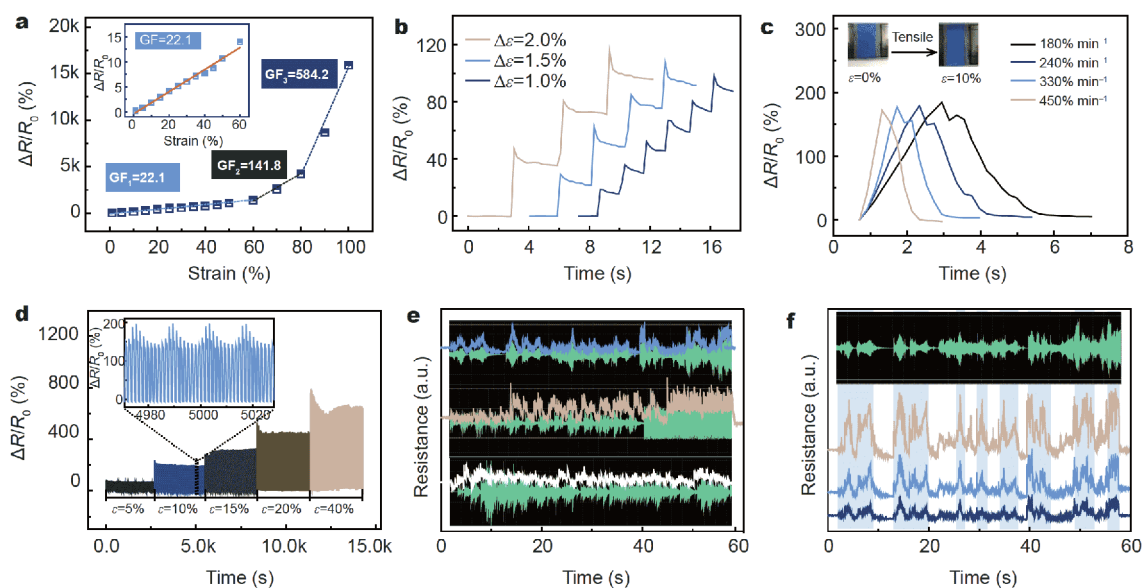 a
ΔR/R0 (%)
18k
15k
12k
9k
6k
3k
0
GF=22.1
ΔR/R0
15
10
5
0
0 20 40 60
Strain (%)
GF1=22.1
GF2=141.8
GF3=584.2
0 20 40 60 80 100
Strain (%)
b
ΔR/R0 (%)
120
80
40
0
Δε=2.0%
Δε=1.5%
Δε=1.0%
0 4 8 12 16
Time (s)
c
ΔR/R0 (%)
300
200
100
0
Tensile
ε=0%
ε=10%
180% min⁻¹
240% min⁻¹
330% min⁻¹
450% min⁻¹
0 2 4 6 8
Time (s)
d
ΔR/R0 (%)
1200
800
400
0
ΔR/R0 (%)
200
100
0
4980 5000 5020
ε=5% ε=10% ε=15% ε=20% ε=40%
0.0 5.0k 10.0k 15.0k
Time (s)
e
Resistance (a.u.)
0 20 40 60
Time (s)
f
Resistance (a.u.)
0 20 40 60
Time (s)